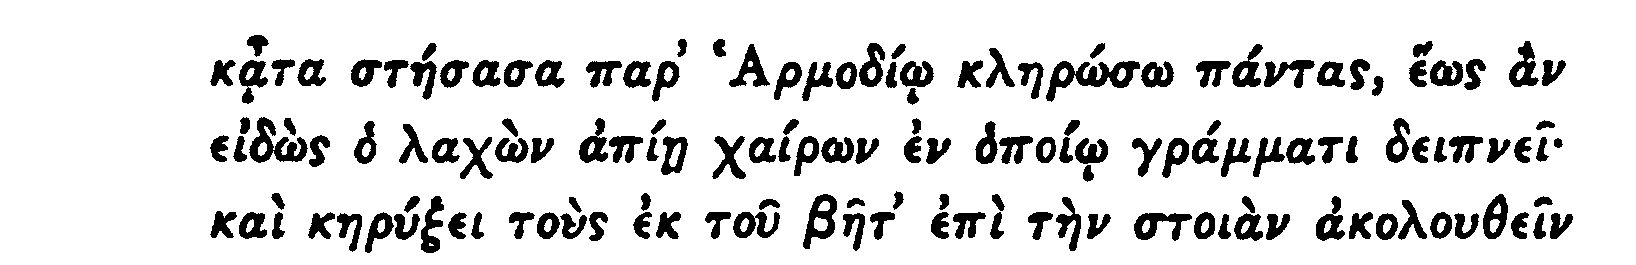 κᾆτα στήσασα παρ’ Ἁρμοδίῳ κληρώσω πάντας, ἕως ἂν
εἰδὼς ὁ λαχὼν ἀπίῃ χαίρων ἐν ὁποίῳ γράμματι δειπνεῖ·
καὶ κηρύξει τοὺς ἐκ τοῦ βῆτ’ ἐπὶ τὴν στοιὰν ἀκολουθεῖν